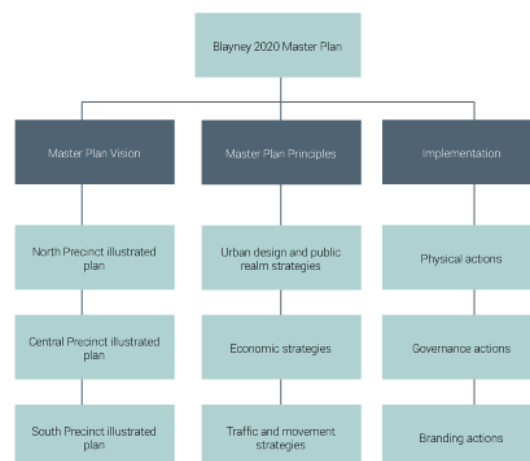 Blayney 2020 Master Plan
Master Plan Vision
Master Plan Principles
Implementation
North Precinct illustrated
plan
Urban design and public
realm strategies
Physical actions
Central Precinct illustrated
plan
Economic strategies
Governance actions
South Precinct illustrated
plan
Traffic and movement
strategies
Branding actions